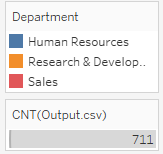 Department
Human Resources
Research & Develop..
Sales
CNT(Output.csv)
711